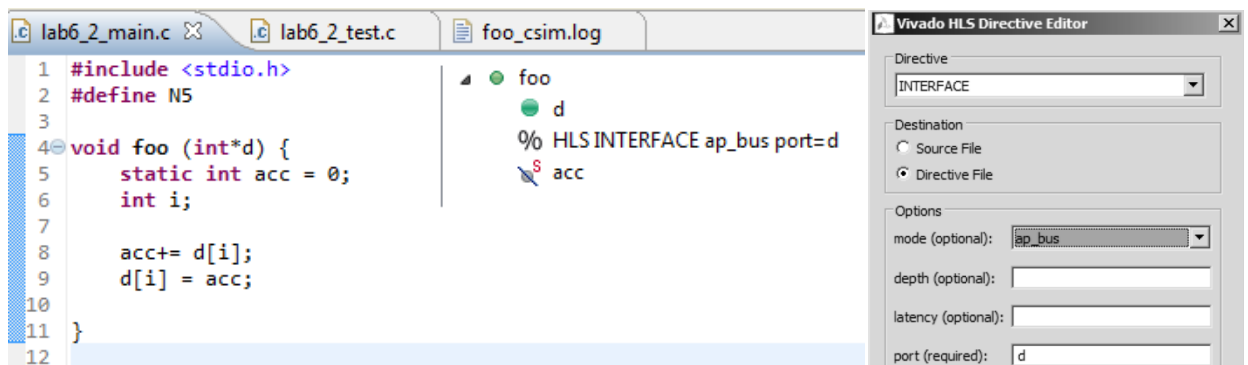 lab6_2_main.c
lab6_2_test.c
foo_csim.log
1 #include <stdio.h>
2 #define N5
3
4 void foo (int*d) {
5 static int acc = 0;
6 int i;
7
8 acc+= d[i];
9 d[i] = acc;
10
11 }
12
foo
d
% HLS INTERFACE ap_bus port=d
S acc
Vivado HLS Directive Editor
Directive
INTERFACE
Destination
Source File
Directive File
Options
mode (optional): ap_bus
depth (optional):
latency (optional):
port (required): d